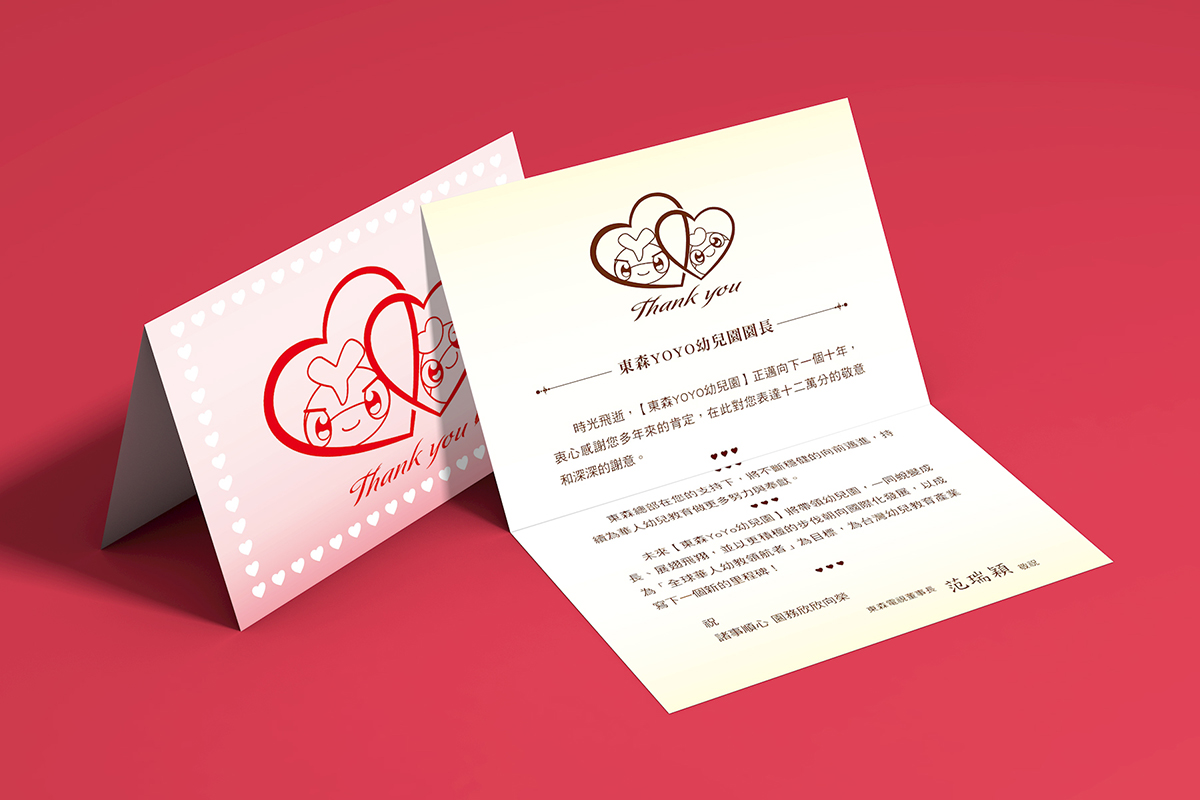 Thank you
Thank you
東森YOYO幼兒園園長
時光飛逝，【東森YOYO幼兒園】正邁向下一個十年，
衷心感謝您多年來的肯定，在此對您表達十二萬分的敬意
和深深的謝意。
東森總部在您的支持下，將不斷穩健的向前邁進，持
續為華人幼兒教育做更多努力與奉獻。
未來【東森YoYo幼兒園】將帶領幼兒園，一同蛻變成
長、展翅飛翔，並以更積極的步伐朝向國際化發展，以成
為「全球華人幼教領航者」為目標，為台灣幼兒教育產業
寫下一個新的里程碑！
祝
諸事順心 園務欣欣向榮
東森電視董事長 范瑞穎 敬祝